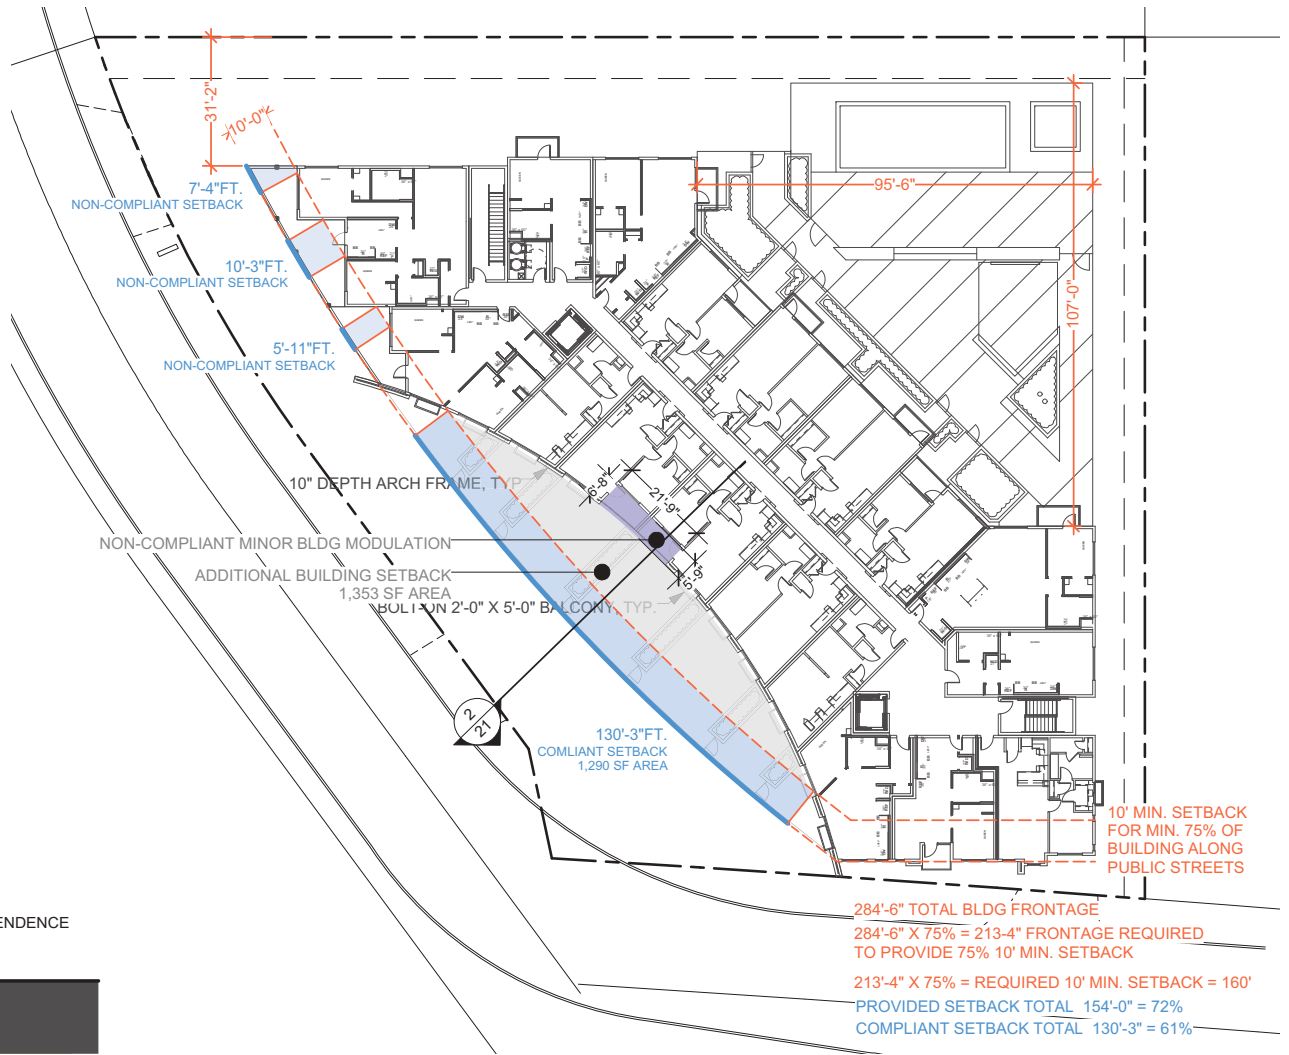 31'-2"
10'-0"
7'-4"FT.
NON-COMPLIANT SETBACK
95'-6"
10'-3"FT.
NON-COMPLIANT SETBACK
107'-0"
5'-11"FT.
NON-COMPLIANT SETBACK
10" DEPTH ARCH FRAME, TYP.
6'-8"
21'-9"
NON-COMPLIANT MINOR BLDG MODULATION
ADDITIONAL BUILDING SETBACK
1,353 SF AREA
5'-9"
BOLT-ON 2'-0" X 5'-0" BALCONY, TYP.
2
21
130'-3"FT.
COMLIANT SETBACK
1,290 SF AREA
10' MIN. SETBACK
FOR MIN. 75% OF
BUILDING ALONG
PUBLIC STREETS
ENDENCE
284'-6" TOTAL BLDG FRONTAGE
284'-6" X 75% = 213-4" FRONTAGE REQUIRED
TO PROVIDE 75% 10' MIN. SETBACK
213'-4" X 75% = REQUIRED 10' MIN. SETBACK = 160'
PROVIDED SETBACK TOTAL 154'-0" = 72%
COMPLIANT SETBACK TOTAL 130'-3" = 61%